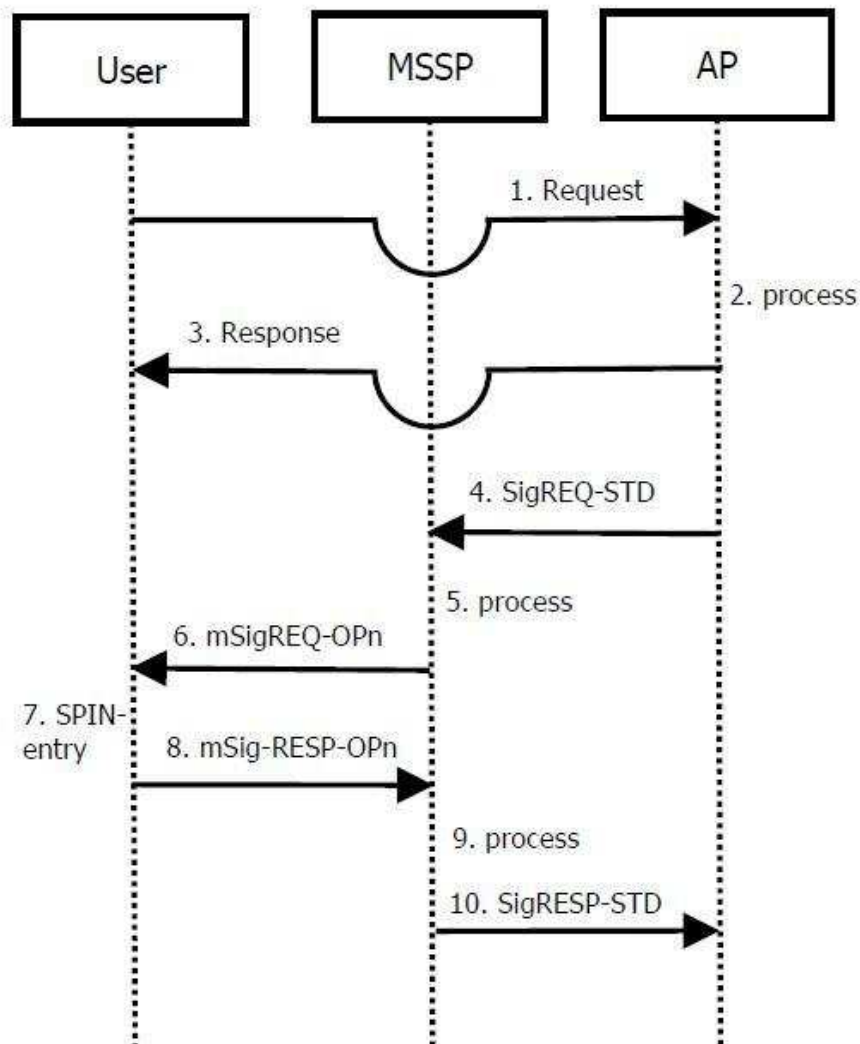 User
MSSP
AP
1. Request
2. process
3. Response
4. SigREQ-STD
5. process
6. mSigREQ-OPn
7. SPIN-
entry
8. mSig-RESP-OPn
9. process
10. SigRESP-STD